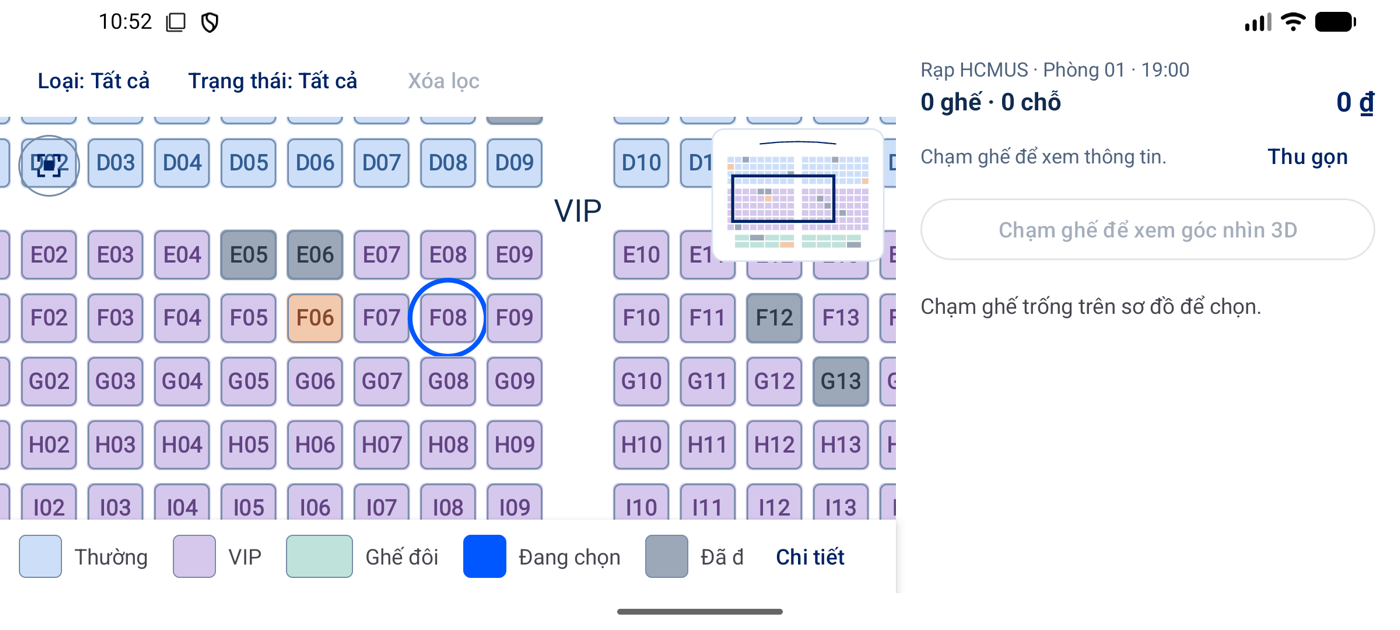 10:52
Loại: Tất cả Trạng thái: Tất cả Xóa lọc
D03 D04 D05 D06 D07 D08 D09 D10
VIP
E02 E03 E04 E05 E06 E07 E08 E09 E10
F02 F03 F04 F05 F06 F07 F08 F09 F10 F11 F12 F13
G02 G03 G04 G05 G06 G07 G08 G09 G10 G11 G12 G13
H02 H03 H04 H05 H06 H07 H08 H09 H10 H11 H12 H13
I02 I03 I04 I05 I06 I07 I08 I09 I10 I11 I12 I13
Thường VIP Ghế đôi Đang chọn Đã đ Chi tiết
Rạp HCMUS · Phòng 01 · 19:00
0 ghế · 0 chỗ 0 ₫
Chạm ghế để xem thông tin. Thu gọn
Chạm ghế để xem góc nhìn 3D
Chạm ghế trống trên sơ đồ để chọn.